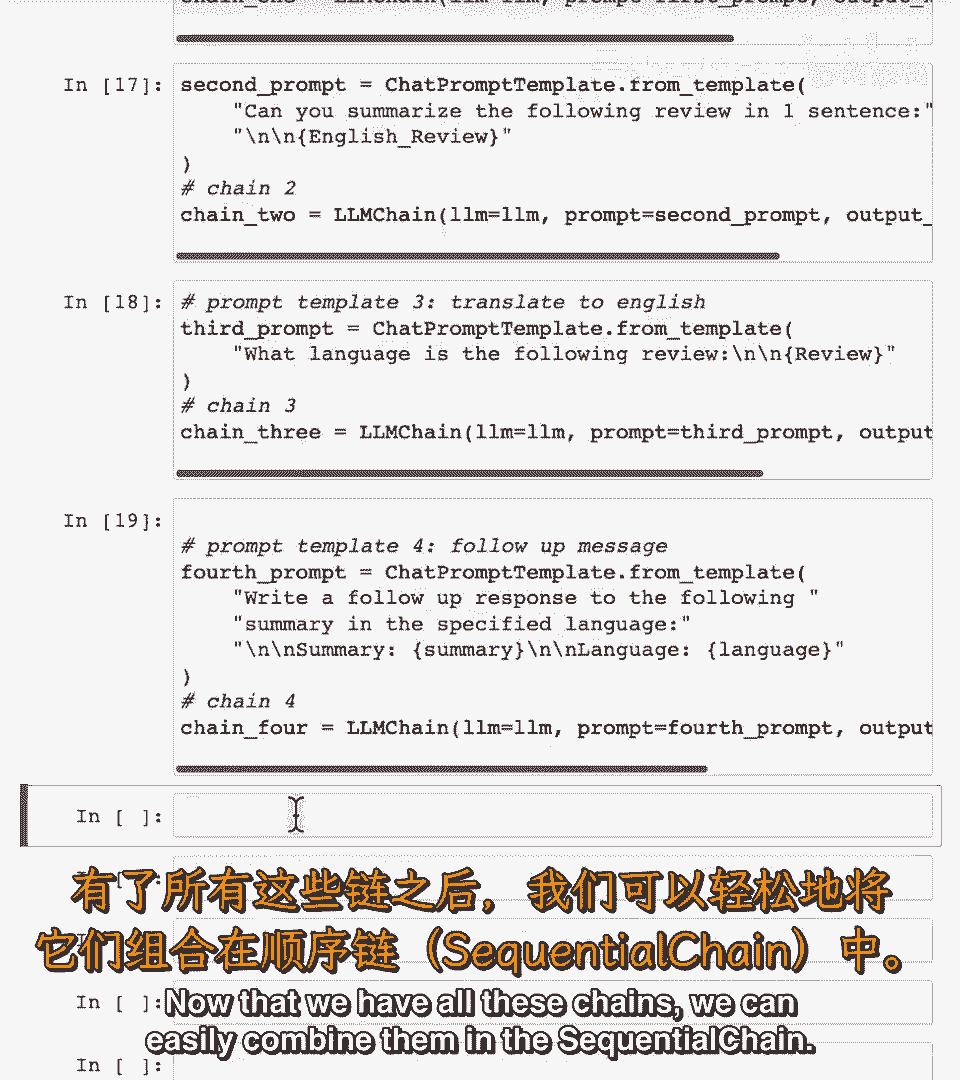 In [17]:
second_prompt = ChatPromptTemplate.from_template(
"Can you summarize the following review in 1 sentence:"
"\n\n{English_Review}"
)
# chain 2
chain_two = LLMChain(llm=llm, prompt=second_prompt, output_
In [18]:
# prompt template 3: translate to english
third_prompt = ChatPromptTemplate.from_template(
"What language is the following review:\n\n{Review}"
)
# chain 3
chain_three = LLMChain(llm=llm, prompt=third_prompt, output
In [19]:
# prompt template 4: follow up message
fourth_prompt = ChatPromptTemplate.from_template(
"Write a follow up response to the following "
"summary in the specified language:"
"\n\nSummary: {summary}\n\nLanguage: {language}"
)
# chain 4
chain_four = LLMChain(llm=llm, prompt=fourth_prompt, output
In [ ]:
有了所有这些链之后，我们可以轻松地将
它们组合在顺序链（SequentialChain）中。
In [ ]:
Now that we have all these chains, we can
easily combine them in the SequentialChain.
In [ ]: